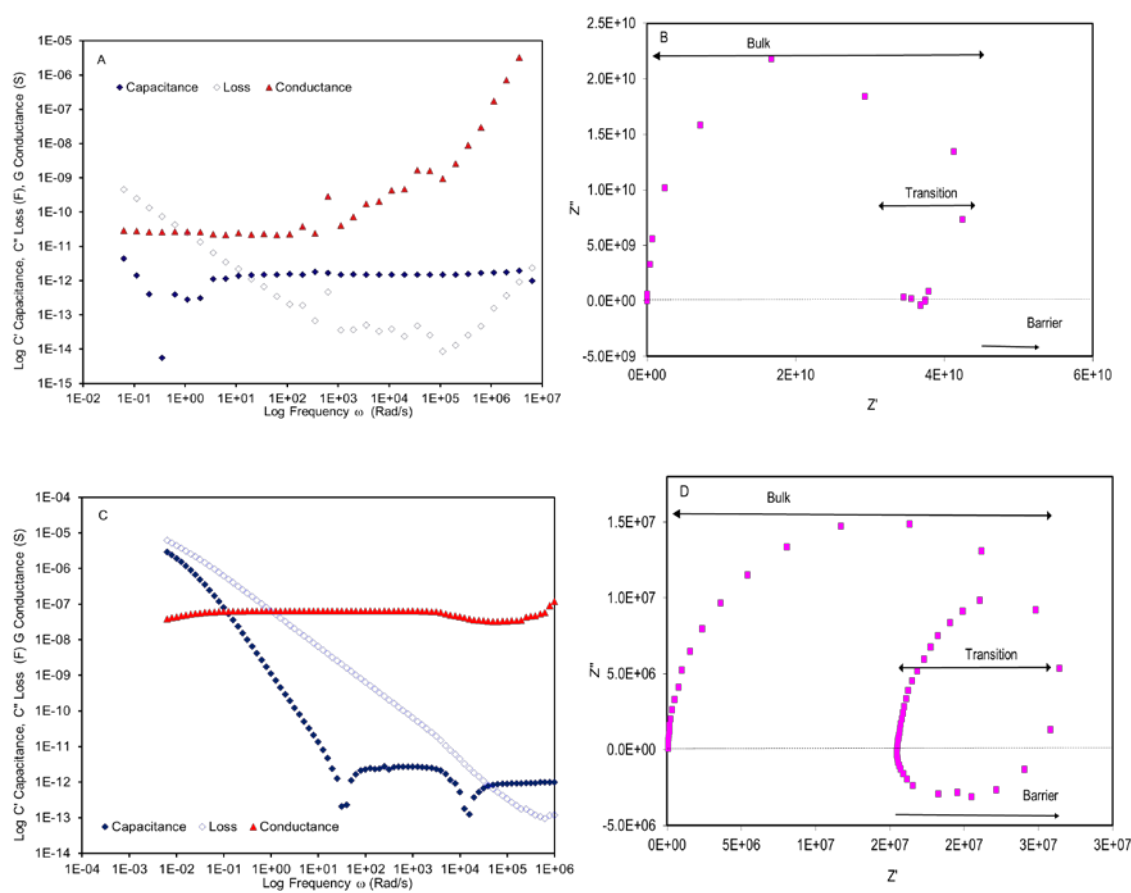 A
Capacitance Loss Conductance
Log C' Capacitance, C" Loss (F), G Conductance (S)
1E-05
1E-06
1E-07
1E-08
1E-09
1E-10
1E-11
1E-12
1E-13
1E-14
1E-15
1E-02 1E-01 1E+00 1E+01 1E+02 1E+03 1E+04 1E+05 1E+06 1E+07
Log Frequency ω (Rad/s)
B
Bulk
Transition
Barrier
Z''
2.5E+10
2.0E+10
1.5E+10
1.0E+10
5.0E+09
0.0E+00
-5.0E+09
0E+00 2E+10 4E+10 6E+10
Z'
C
Log C' Capacitance, C" Loss (F) G Conductance (S)
1E-04
1E-05
1E-06
1E-07
1E-08
1E-09
1E-10
1E-11
1E-12
1E-13
1E-14
Capacitance Loss Conductance
1E-04 1E-03 1E-02 1E-01 1E+00 1E+01 1E+02 1E+03 1E+04 1E+05 1E+06
Log Frequency ω (Rad/s)
D
Bulk
Transition
Barrier
Z''
1.5E+07
1.0E+07
5.0E+06
0.0E+00
-5.0E+06
0E+00 5E+06 1E+07 2E+07 2E+07 3E+07 3E+07
Z'